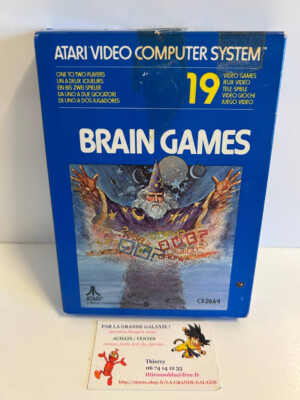 ATARI VIDEO COMPUTER SYSTEM™
ONE TO TWO PLAYERS
UN A DEUX JOUEURS
EIN BIS ZWEI SPIELER
DA UNO A DUE GIOCATORI
DE UNO A DOS JUGADORES
19
VIDEO GAMES
JEUX VIDEO
TELE-SPIELE
VIDEO GIOCHI
JUEGO VIDEO
BRAIN GAMES
ATARI
CX2664
PAR LA GRANDE GALAXIE !
ACHATS / VENTES
Thierry
06 74 14 12 33